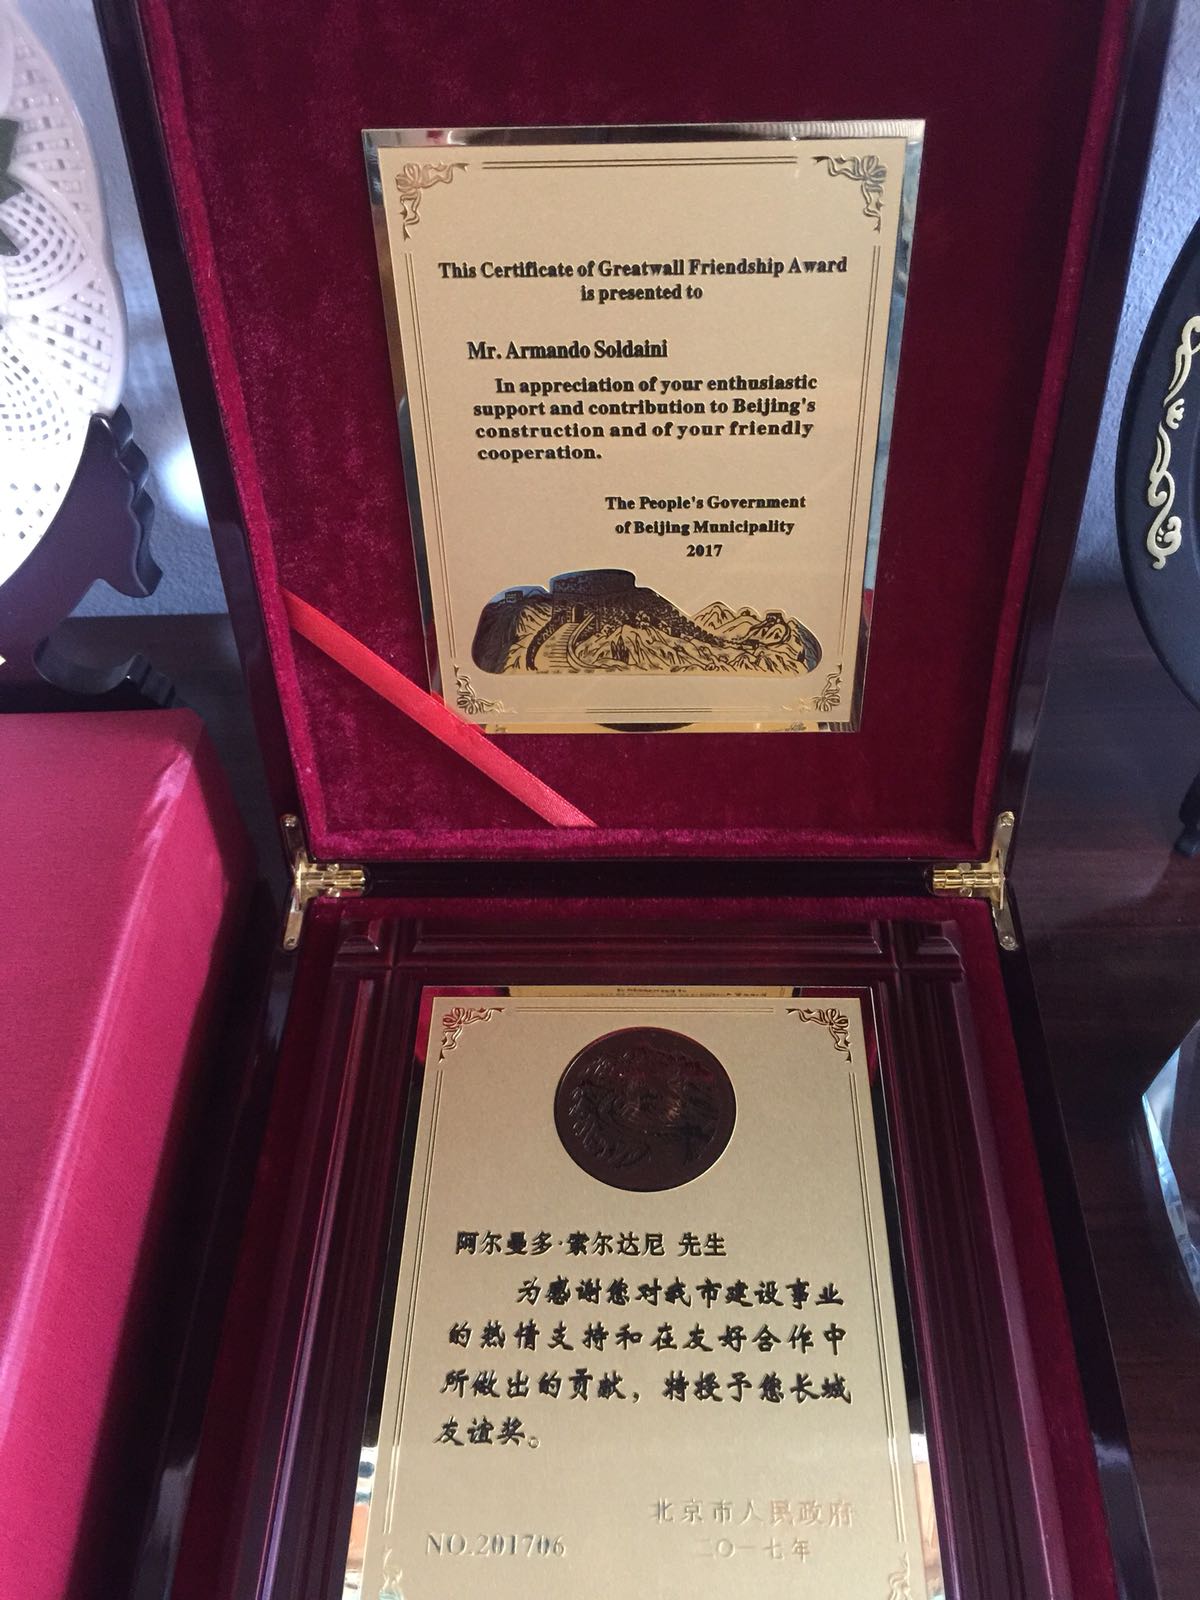 This Certificate of Greatwall Friendship Award
is presented to
Mr. Armando Soldaini
In appreciation of your enthusiastic
support and contribution to Beijing's
construction and of your friendly
cooperation.
The People's Government
of Beijing Municipality
2017
阿尔曼多·索尔达尼 先生
为感谢您对我市建设事业
的热情支持和在友好合作中
所做出的贡献，特授予您长城
友谊奖。
北京市人民政府
NO.201706
二〇一七年